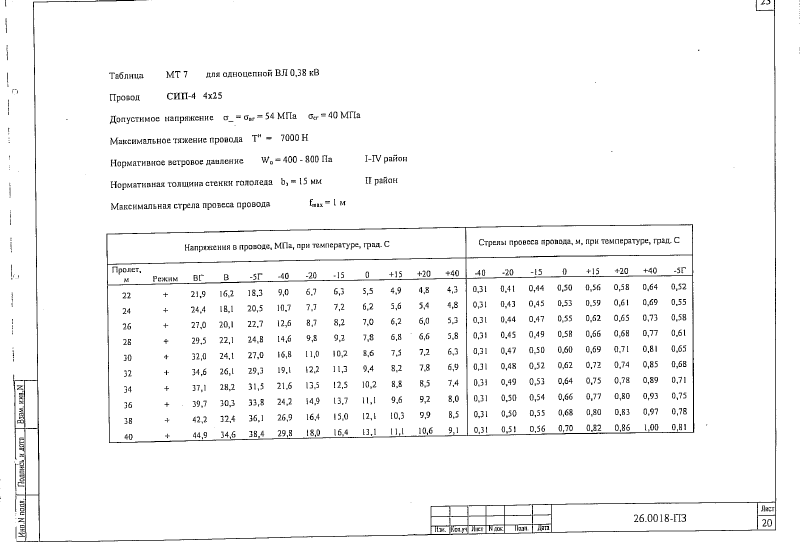 23
Таблица МТ 7 для одноцепной ВЛ 0,38 кВ
Провод СИП-4 4х25
Допустимое напряжение σ_ = σвг = 54 МПа σсг = 40 МПа
Максимальное тяжение провода Тн = 7000 Н
Нормативное ветровое давление Wо = 400 - 800 Па I-IV район
Нормативная толщина стенки гололеда bэ = 15 мм II район
Максимальная стрела провеса провода fmax = 1 м
Напряжения в проводе, МПа, при температуре, град. С Стрелы провеса провода, м, при температуре, град. С
Пролет, м Режим ВГ В -5Г -40 -20 -15 0 +15 +20 +40 -40 -20 -15 0 +15 +20 +40 -5Г
22 + 21,9 16,2 18,3 9,0 6,7 6,3 5,5 4,9 4,8 4,3 0,31 0,41 0,44 0,50 0,56 0,58 0,64 0,52
24 + 24,4 18,1 20,5 10,7 7,7 7,2 6,2 5,6 5,4 4,8 0,31 0,43 0,45 0,53 0,59 0,61 0,69 0,55
26 + 27,0 20,1 22,7 12,6 8,7 8,2 7,0 6,2 6,0 5,3 0,31 0,44 0,47 0,55 0,62 0,65 0,73 0,58
28 + 29,5 22,1 24,8 14,6 9,8 9,2 7,8 6,8 6,6 5,8 0,31 0,45 0,49 0,58 0,66 0,68 0,77 0,61
30 + 32,0 24,1 27,0 16,8 11,0 10,2 8,6 7,5 7,2 6,3 0,31 0,47 0,50 0,60 0,69 0,71 0,81 0,65
32 + 34,6 26,1 29,3 19,1 12,2 11,3 9,4 8,2 7,8 6,9 0,31 0,48 0,52 0,62 0,72 0,74 0,85 0,68
34 + 37,1 28,2 31,5 21,6 13,5 12,5 10,2 8,8 8,5 7,4 0,31 0,49 0,53 0,64 0,75 0,78 0,89 0,71
36 + 39,7 30,3 33,8 24,2 14,9 13,7 11,1 9,6 9,2 8,0 0,31 0,50 0,54 0,66 0,77 0,80 0,93 0,75
38 + 42,2 32,4 36,1 26,9 16,4 15,0 12,1 10,3 9,9 8,5 0,31 0,50 0,55 0,68 0,80 0,83 0,97 0,78
40 + 44,9 34,6 38,4 29,8 18,0 16,4 13,1 11,1 10,6 9,1 0,31 0,51 0,56 0,70 0,82 0,86 1,00 0,81
Взам. инв.N
Подпись и дата
Инв.N подл.
Изм. Кол.уч Лист N док. Подп. Дата
26.0018-ПЗ
Лист
20